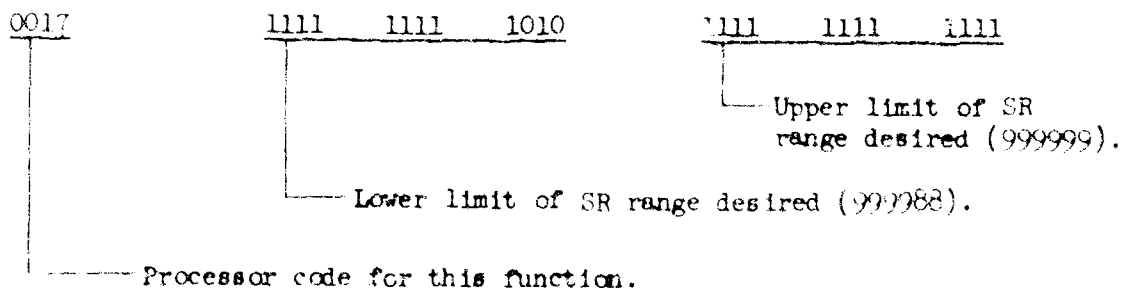 0017 1111 1111 1010 1111 1111 1111
Upper limit of SR
range desired (999999).
Lower limit of SR range desired (999988).
Processor code for this function.